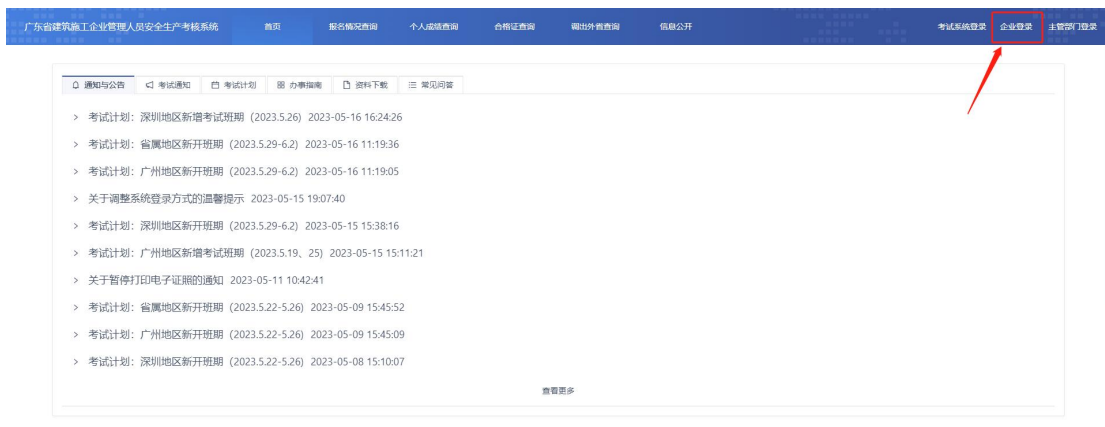 广东省建筑施工企业管理人员安全生产考核系统 首页 报名情况查询 个人成绩查询 合格证查询 调出外省查询 信息公开 考试系统登录 企业登录 主管部门登录
通知与公告 考试通知 考试计划 办事指南 资料下载 常见问答
> 考试计划：深圳地区新增考试班期（2023.5.26) 2023-05-16 16:24:26
> 考试计划：省属地区新开班期（2023.5.29-6.2) 2023-05-16 11:19:36
> 考试计划：广州地区新开班期（2023.5.29-6.2) 2023-05-16 11:19:05
> 关于调整系统登录方式的温馨提示 2023-05-15 19:07:40
> 考试计划：深圳地区新开班期（2023.5.29-6.2) 2023-05-15 15:38:16
> 考试计划：广州地区新增考试班期（2023.5.19、25) 2023-05-15 15:11:21
> 关于暂停打印电子证照的通知 2023-05-11 10:42:41
> 考试计划：省属地区新开班期（2023.5.22-5.26) 2023-05-09 15:45:52
> 考试计划：广州地区新开班期（2023.5.22-5.26) 2023-05-09 15:45:09
> 考试计划：深圳地区新开班期（2023.5.22-5.26) 2023-05-08 15:10:07
查看更多